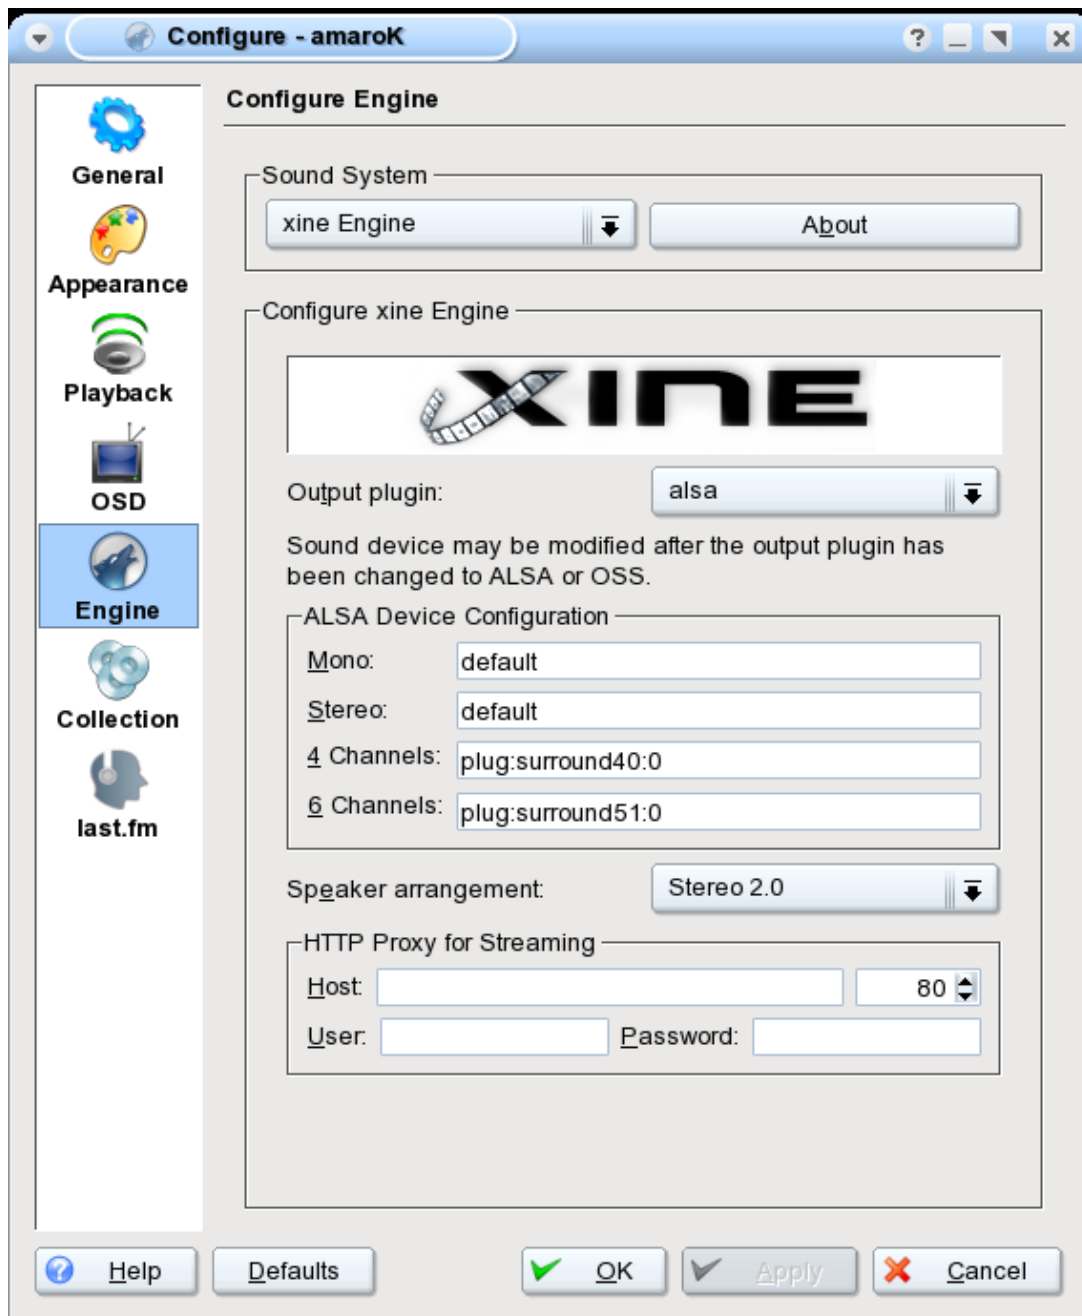 Configure - amaroK
Configure Engine
General
Appearance
Playback
OSD
Engine
Collection
last.fm
Sound System
xine Engine
About
Configure xine Engine
XINE
Output plugin:
alsa
Sound device may be modified after the output plugin has
been changed to ALSA or OSS.
ALSA Device Configuration
Mono:
default
Stereo:
default
4 Channels:
plug:surround40:0
6 Channels:
plug:surround51:0
Speaker arrangement:
Stereo 2.0
HTTP Proxy for Streaming
Host:
80
User:
Password:
Help
Defaults
OK
Apply
Cancel